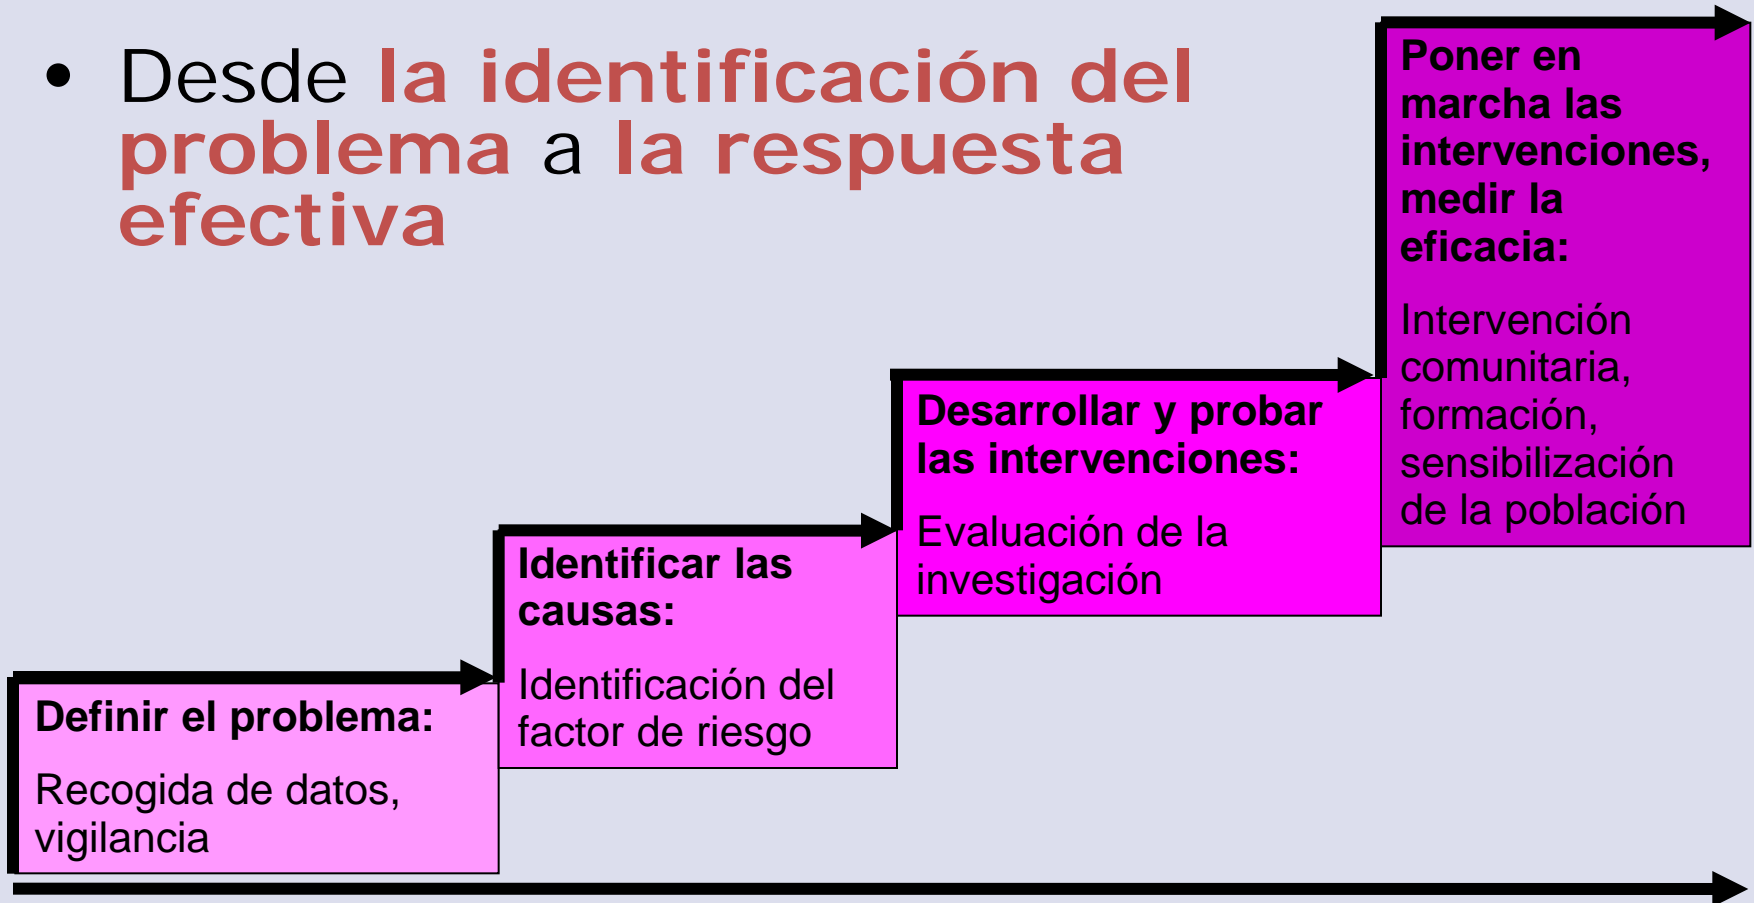 • Desde la identificación del
problema a la respuesta
efectiva
Definir el problema:
Recogida de datos,
vigilancia
Identificar las
causas:
Identificación del
factor de riesgo
Desarrollar y probar
las intervenciones:
Evaluación de la
investigación
Poner en
marcha las
intervenciones,
medir la
eficacia:
Intervención
comunitaria,
formación,
sensibilización
de la población